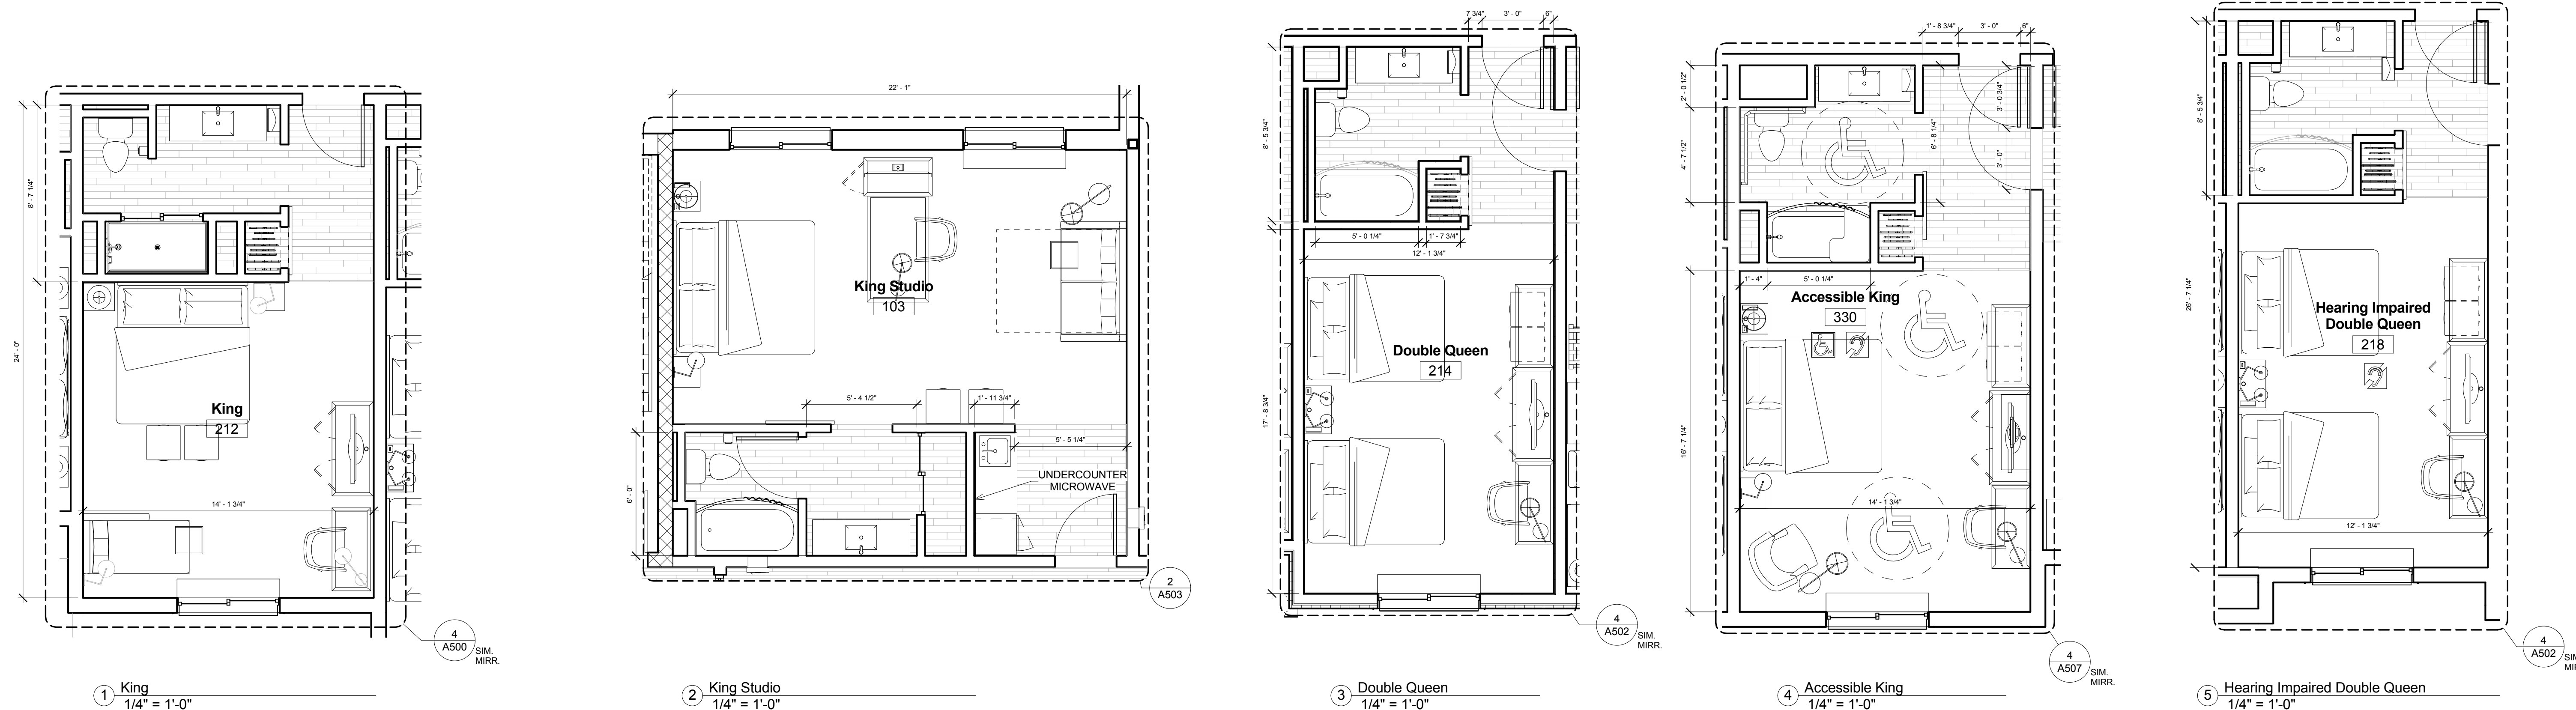 8' - 7 1/4"
24' - 0"
King
212
14' - 1 3/4"
4
A500
SIM.
MIRR.
1
King
1/4" = 1'-0"
22' - 1"
King Studio
103
5' - 4 1/2"
1' - 11 3/4"
5' - 5 1/4"
6' - 0"
UNDERCOUNTER
MICROWAVE
2
A503
2
King Studio
1/4" = 1'-0"
7 3/4"
3' - 0"
6"
8' - 5 3/4"
5' - 0 1/4"
1' - 7 3/4"
12' - 1 3/4"
Double Queen
214
17' - 8 3/4"
4
A502
SIM.
MIRR.
3
Double Queen
1/4" = 1'-0"
1' - 8 3/4"
3' - 0"
6"
2' - 0 1/2"
3' - 0 3/4"
6' - 8 1/4"
4' - 7 1/2"
3' - 0"
1' - 4"
5' - 0 1/4"
Accessible King
330
16' - 7 1/4"
14' - 1 3/4"
4
A507
SIM.
MIRR.
4
Accessible King
1/4" = 1'-0"
8' - 5 3/4"
26' - 7 1/4"
Hearing Impaired
Double Queen
218
12' - 1 3/4"
4
A502
5
Hearing Impaired Double Queen
1/4" = 1'-0"